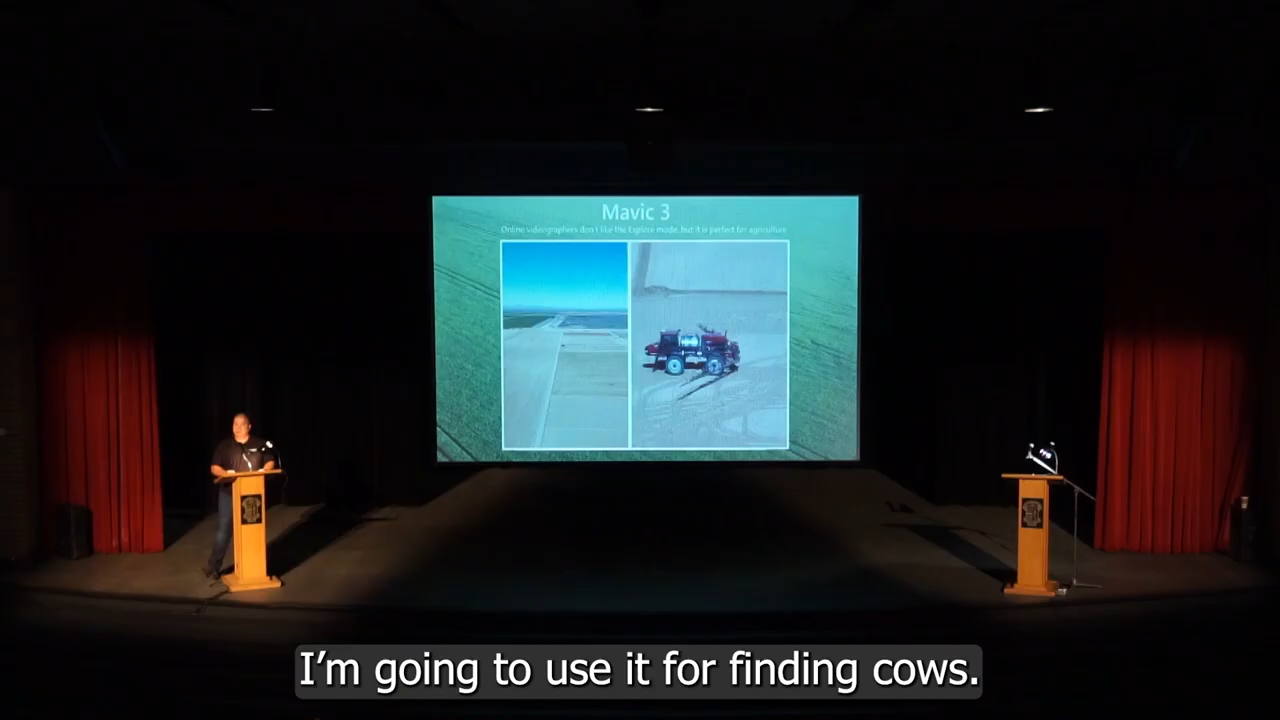 Mavic 3
Online videographers don't like the Explore mode, but it is perfect for agriculture
I'm going to use it for finding cows.